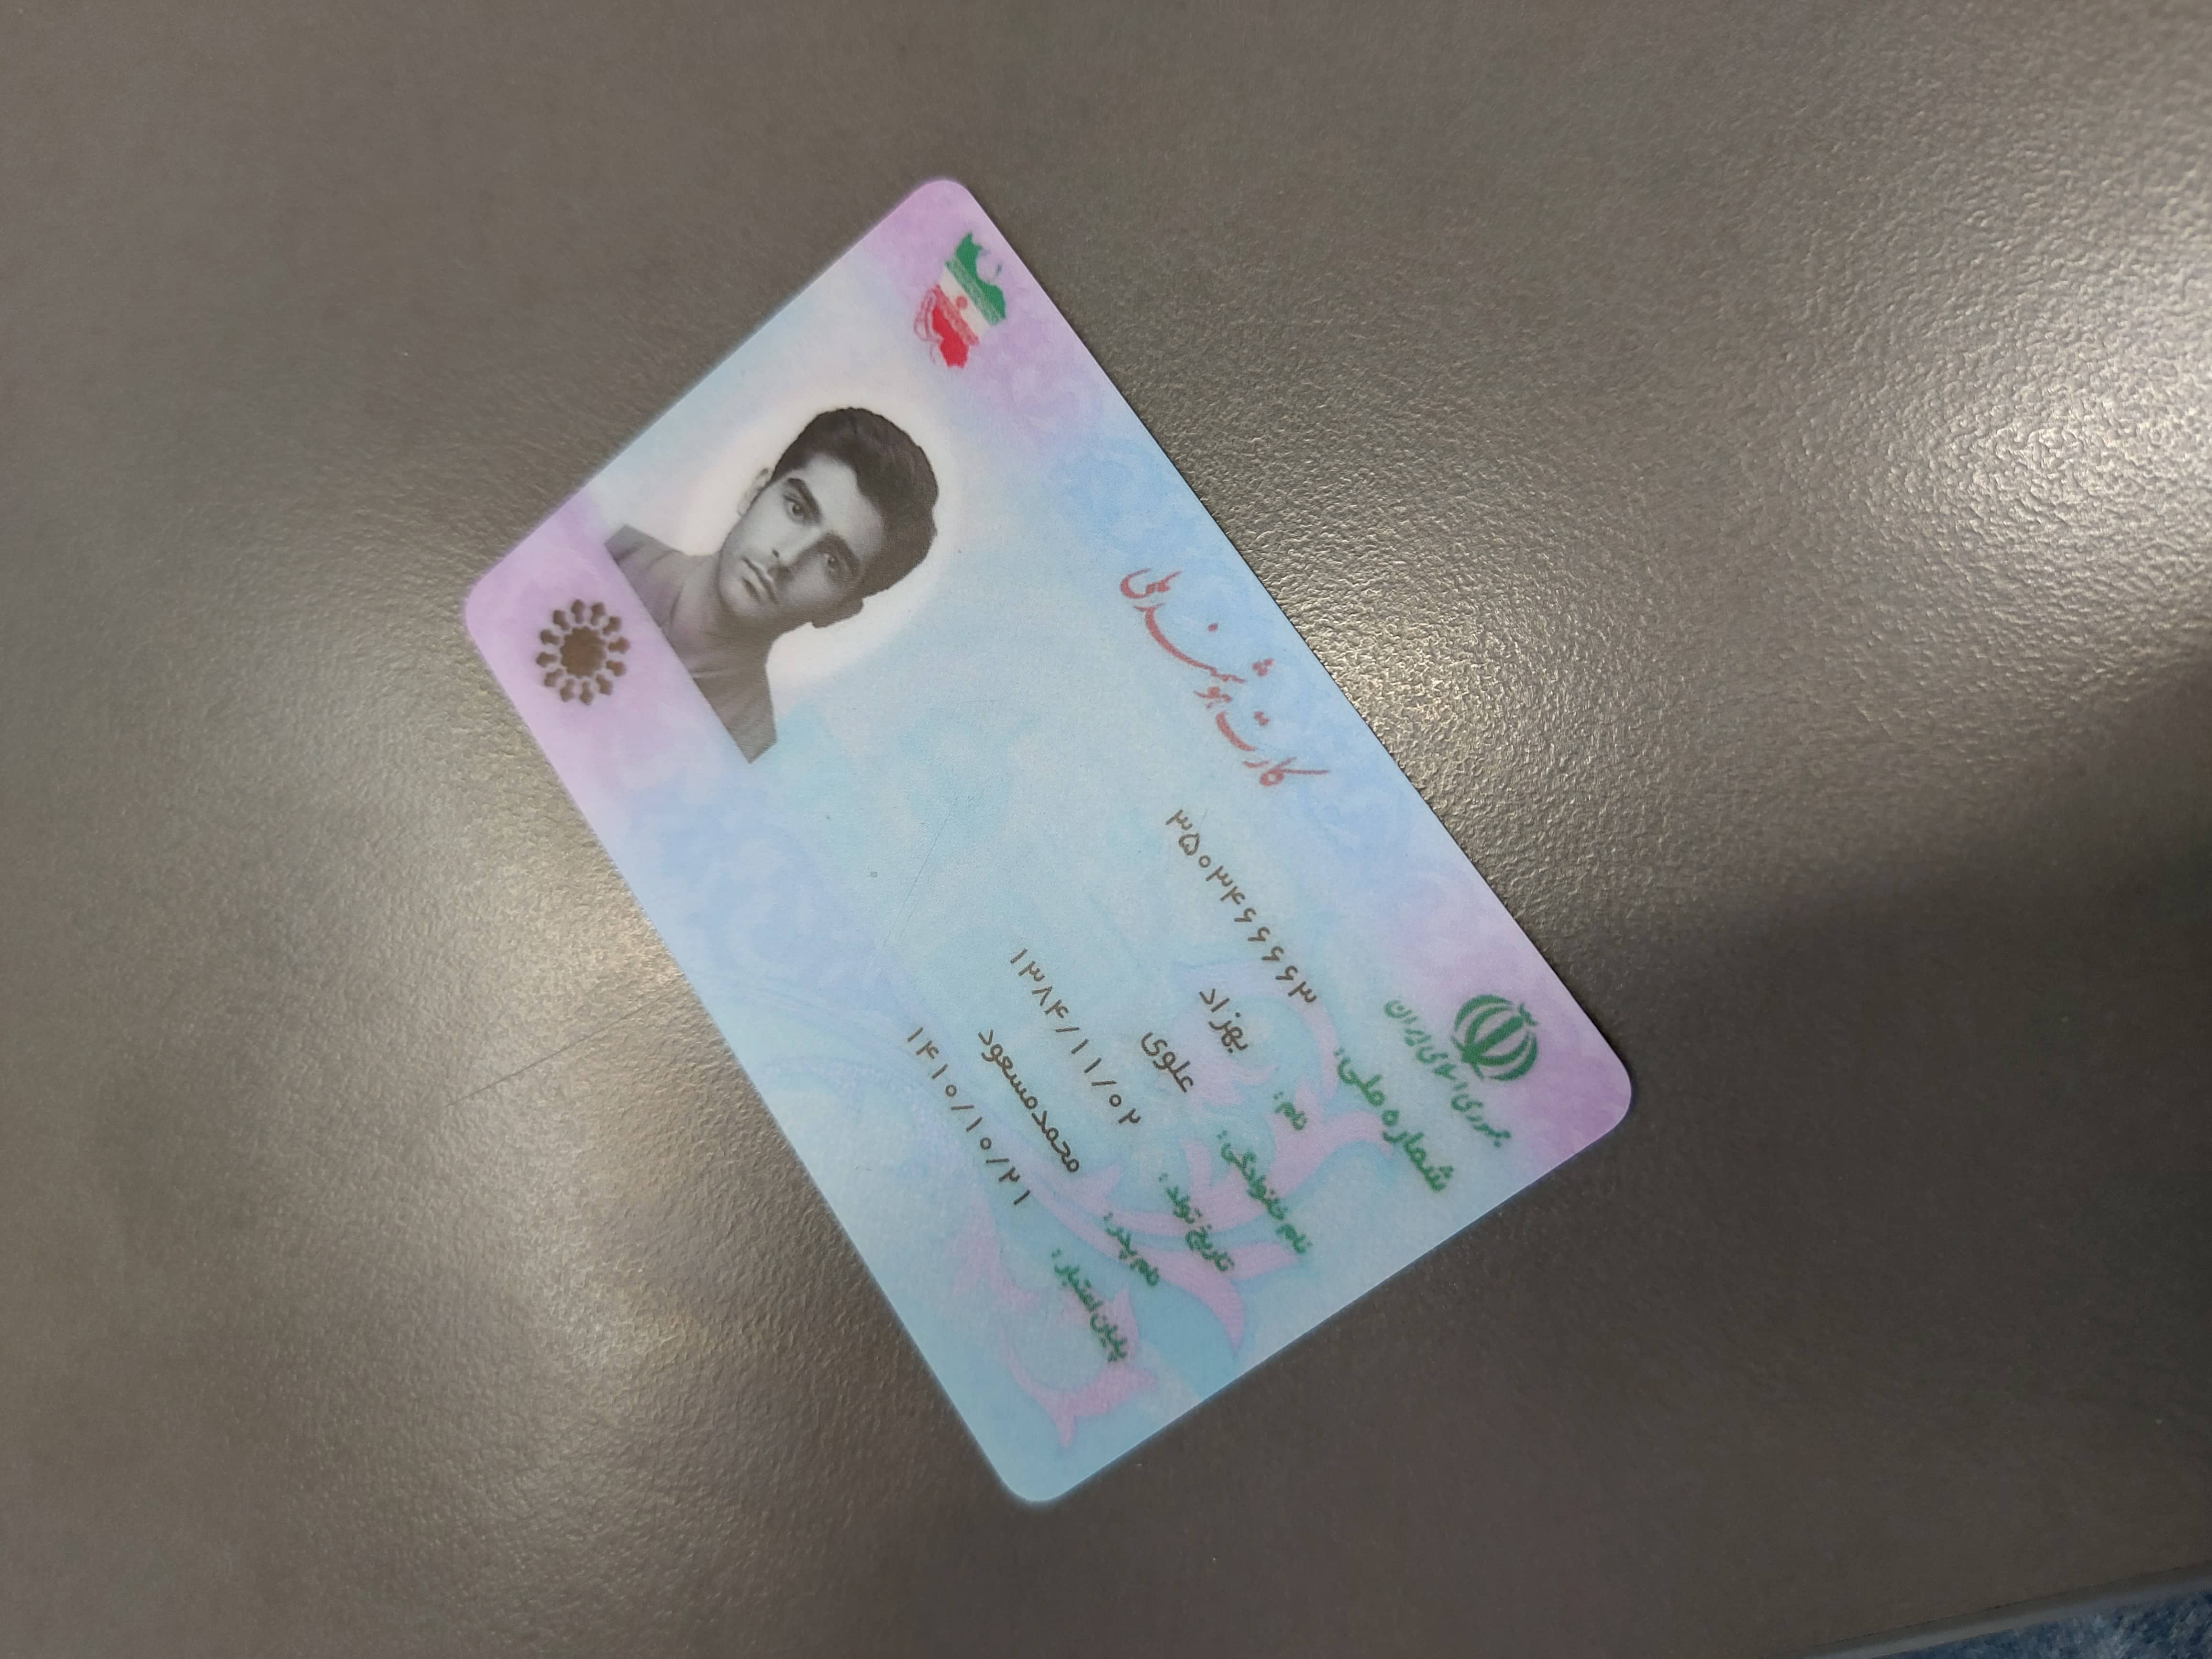 جمهوری اسلامی ایران
کارت هوشمند ملی
شماره ملی: ۳۵۰۳۴۶۶۶۶۳
نام: بهزاد
نام خانوادگی: علوی
تاریخ تولد: ۱۳۸۴/۱۱/۰۲
نام پدر: محمدمسعود
پایان اعتبار: ۱۴۱۰/۱۰/۲۱